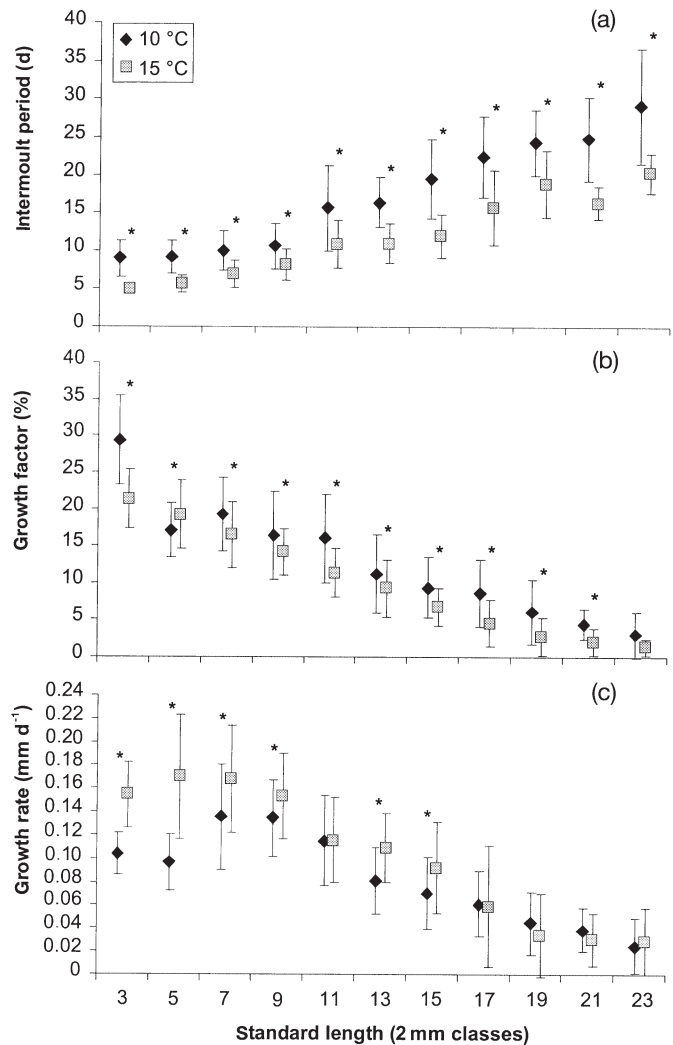 (a)
10 °C
15 °C
Intermoult period (d)
40
35
30
25
20
15
10
5
0
* * * * * * * * * * *
(b)
Growth factor (%)
40
35
30
25
20
15
10
5
0
* * * * * * * * * *
(c)
Growth rate (mm d-1)
0.24
0.22
0.20
0.18
0.16
0.14
0.12
0.10
0.08
0.06
0.04
0.02
0
* * * * * *
3 5 7 9 11 13 15 17 19 21 23
Standard length (2 mm classes)